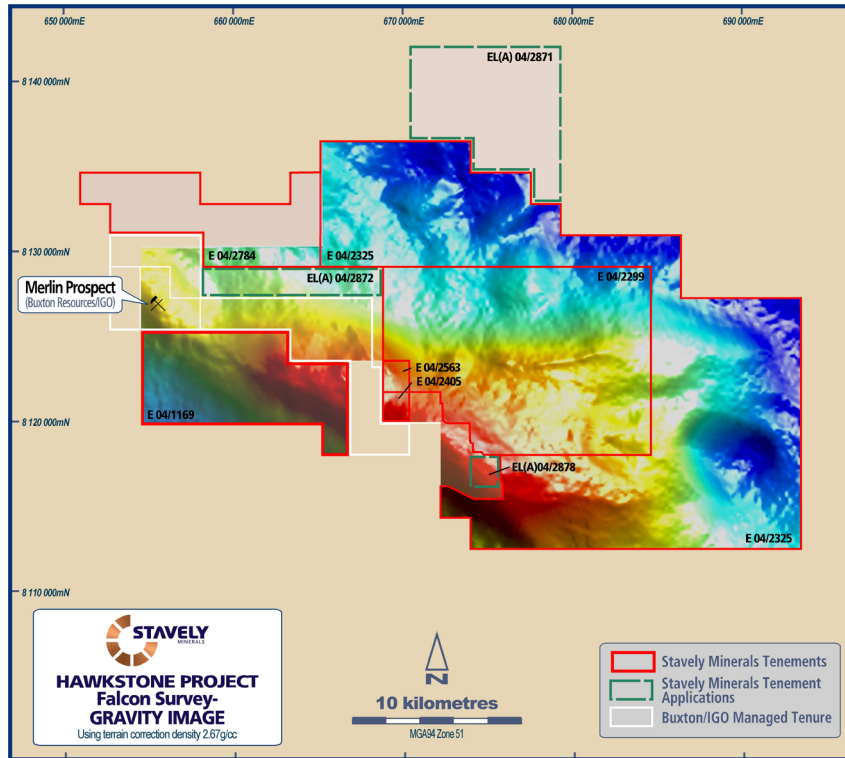 650 000mE
660 000mE
670 000mE
680 000mE
690 000mE
8 140 000mN
8 130 000mN
8 120 000mN
8 110 000mN
EL(A) 04/2871
E 04/2784
E 04/2325
EL(A) 04/2872
E 04/2299
Merlin Prospect
(Buxton Resources/IGO)
E 04/2563
E 04/2405
E 04/1169
EL(A)04/2878
E 04/2325
STAVELY
MINERALS
HAWKSTONE PROJECT
Falcon Survey-
GRAVITY IMAGE
Using terrain correction density 2.67g/cc
N
10 kilometres
MGA94 Zone 51
Stavely Minerals Tenements
Stavely Minerals Tenement
Applications
Buxton/IGO Managed Tenure